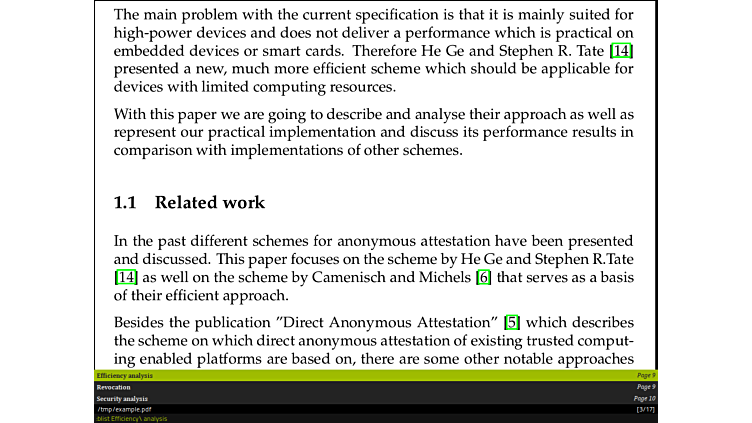 The main problem with the current specification is that it is mainly suited for
high-power devices and does not deliver a performance which is practical on
embedded devices or smart cards. Therefore He Ge and Stephen R. Tate [14]
presented a new, much more efficient scheme which should be applicable for
devices with limited computing resources.
With this paper we are going to describe and analyse their approach as well as
represent our practical implementation and discuss its performance results in
comparison with implementations of other schemes.
1.1 Related work
In the past different schemes for anonymous attestation have been presented
and discussed. This paper focuses on the scheme by He Ge and Stephen R.Tate
[14] as well on the scheme by Camenisch and Michels [6] that serves as a basis
of their efficient approach.
Besides the publication ”Direct Anonymous Attestation” [5] which describes
the scheme on which direct anonymous attestation of existing trusted comput-
ing enabled platforms are based on, there are some other notable approaches
Efficiency analysis Page 9
Revocation Page 9
Security analysis Page 10
/tmp/example.pdf [3/17]
:blist Efficiency\ analysis